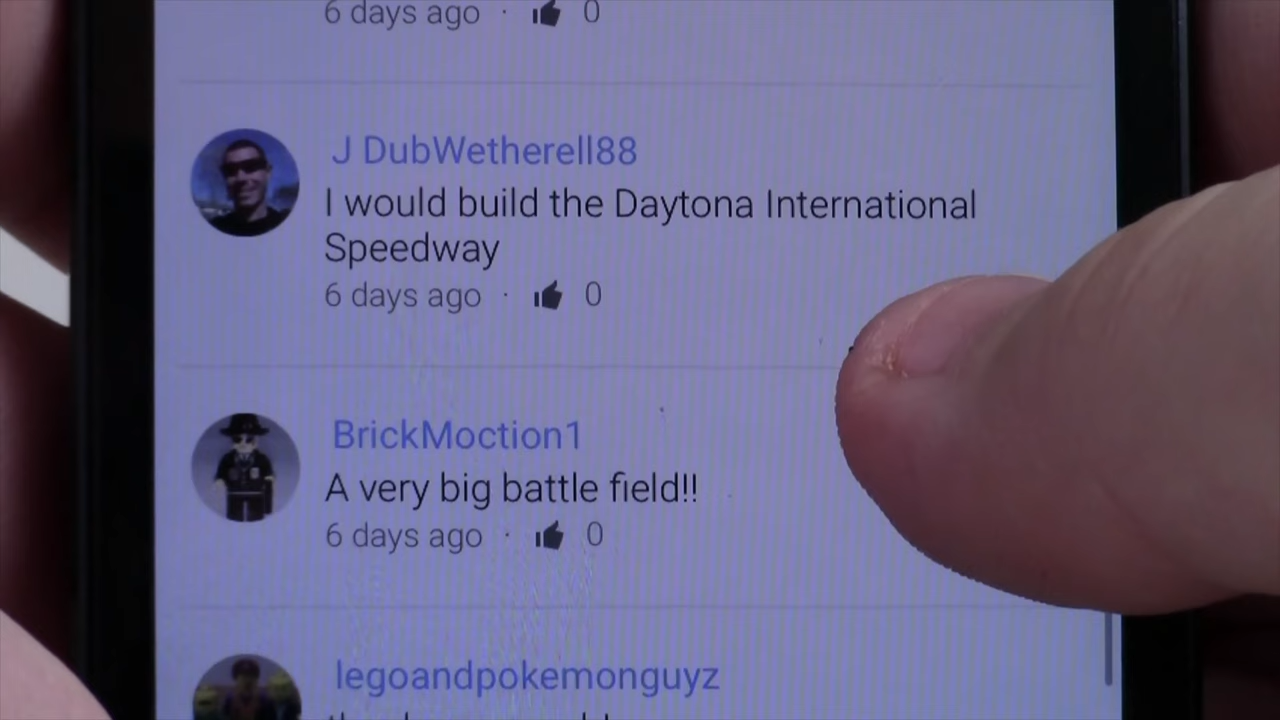 6 days ago · 0
J DubWetherell88
I would build the Daytona International
Speedway
6 days ago · 0
BrickMoction1
A very big battle field!!
6 days ago · 0
legoandpokemonguyz